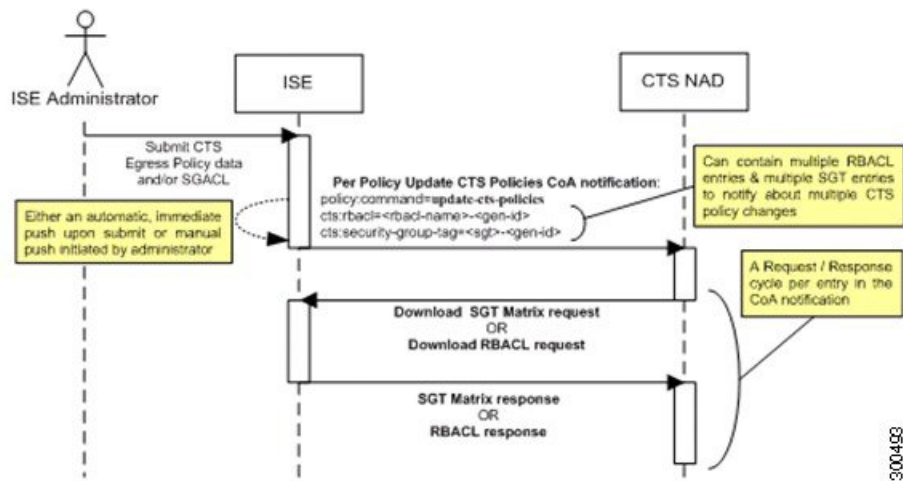 ISE Administrator
ISE
CTS NAD
Submit CTS
Egress Policy data
and/or SGACL
Either an automatic, immediate
push upon submit or manual
push initiated by administrator
Per Policy Update CTS Policies CoA notification:
policy:command=update-cts-policies
cts:rbacl=<rbacl-name>-<gen-id>
cts:security-group-tag=<sgt>-<gen-id>
Can contain multiple RBACL
entries & multiple SGT entries
to notify about multiple CTS
policy changes
A Request / Response
cycle per entry in the
CoA notification
Download SGT Matrix request
OR
Download RBACL request
SGT Matrix response
OR
RBACL response
300493